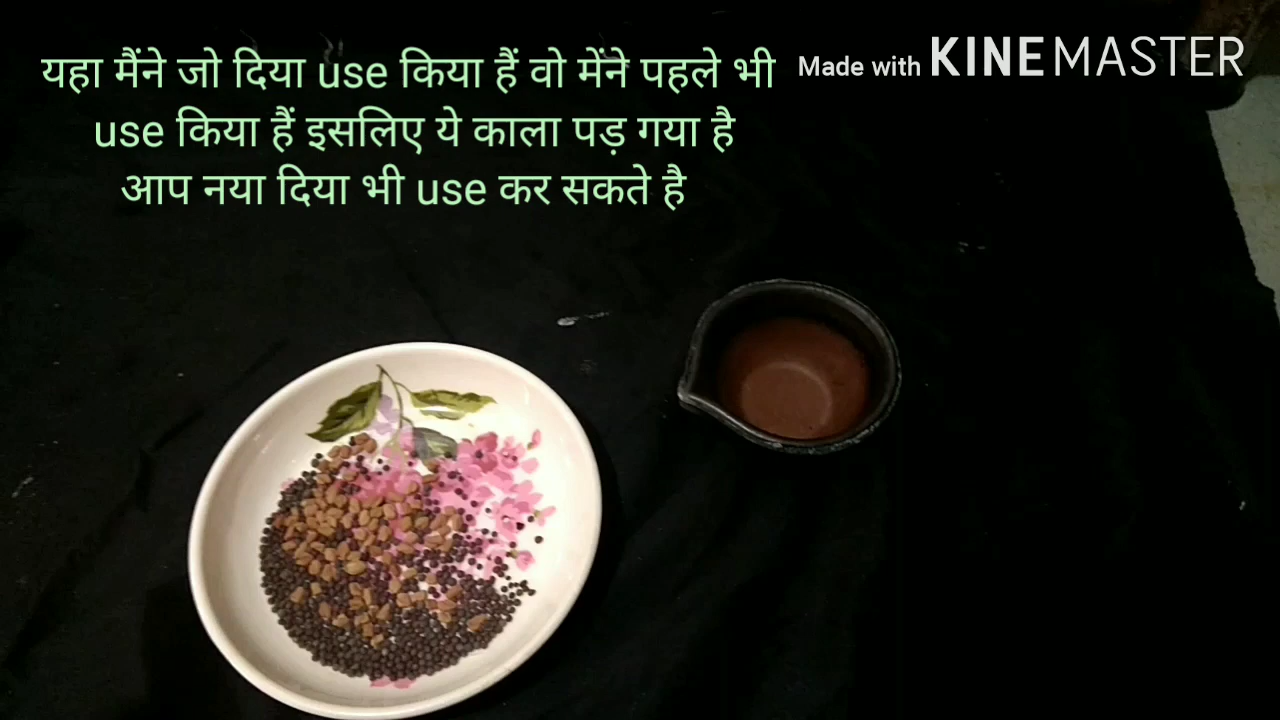 यहा मैंने जो दिया use किया हैं वो मेंने पहले भी
use किया हैं इसलिए ये काला पड़ गया है
आप नया दिया भी use कर सकते है
Made with KINEMASTER